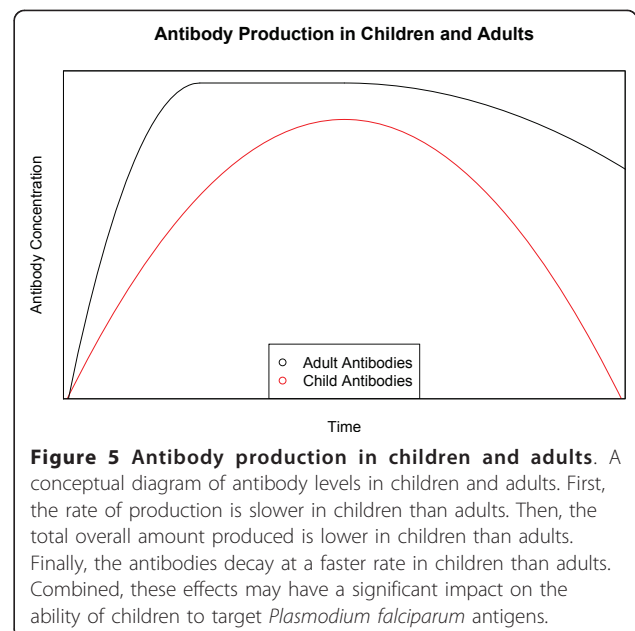 Antibody Production in Children and Adults
Antibody Concentration
Adult Antibodies
Child Antibodies
Time
Figure 5 Antibody production in children and adults. A
conceptual diagram of antibody levels in children and adults. First,
the rate of production is slower in children than adults. Then, the
total overall amount produced is lower in children than adults.
Finally, the antibodies decay at a faster rate in children than adults.
Combined, these effects may have a significant impact on the
ability of children to target Plasmodium falciparum antigens.